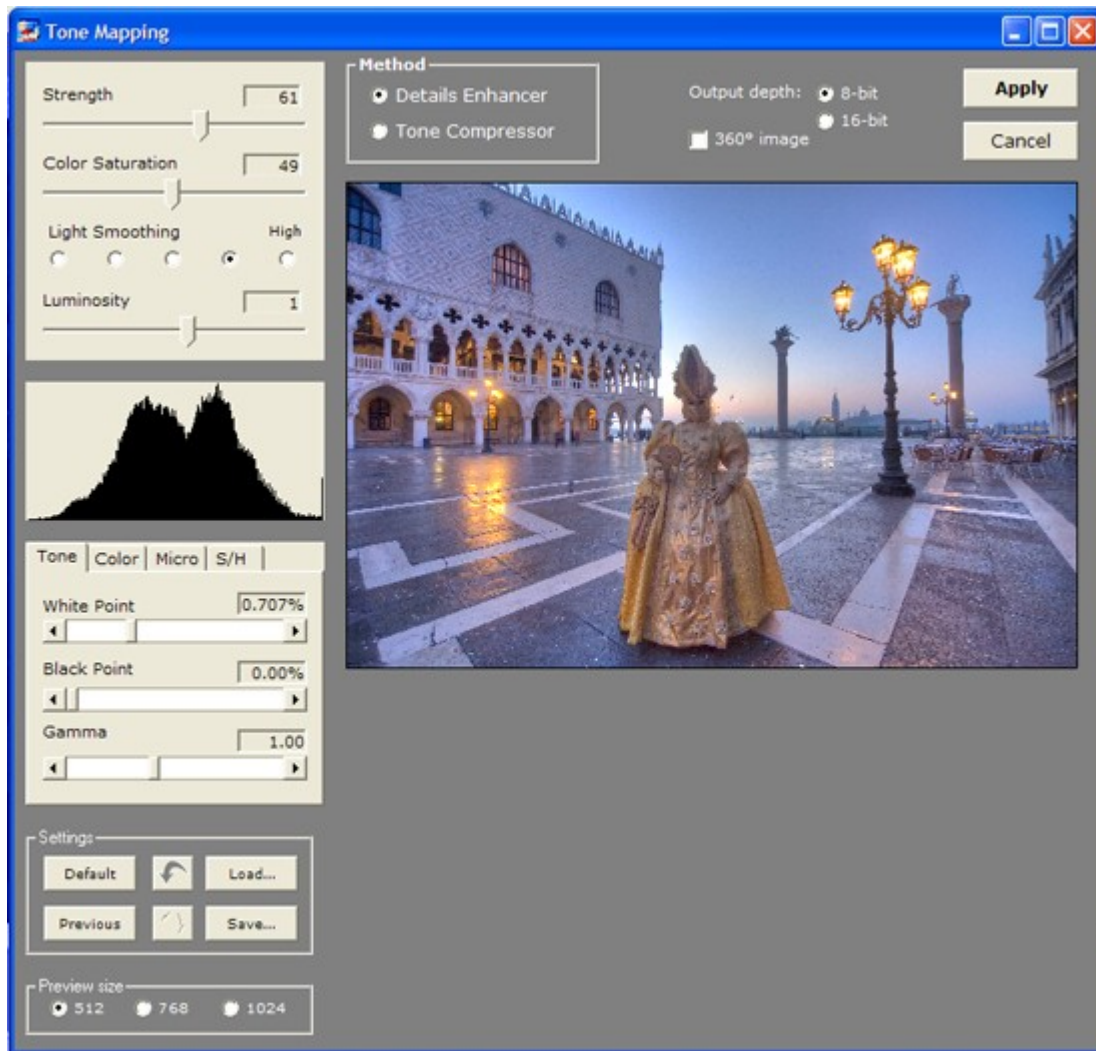 Tone Mapping
Strength 61
Color Saturation 49
Light Smoothing High
Luminosity 1
Method
Details Enhancer
Tone Compressor
Output depth: 8-bit
16-bit
360° image
Apply
Cancel
Tone Color Micro S/H
White Point 0.707%
Black Point 0.00%
Gamma 1.00
Settings
Default Load...
Previous Save...
Preview size
512 768 1024